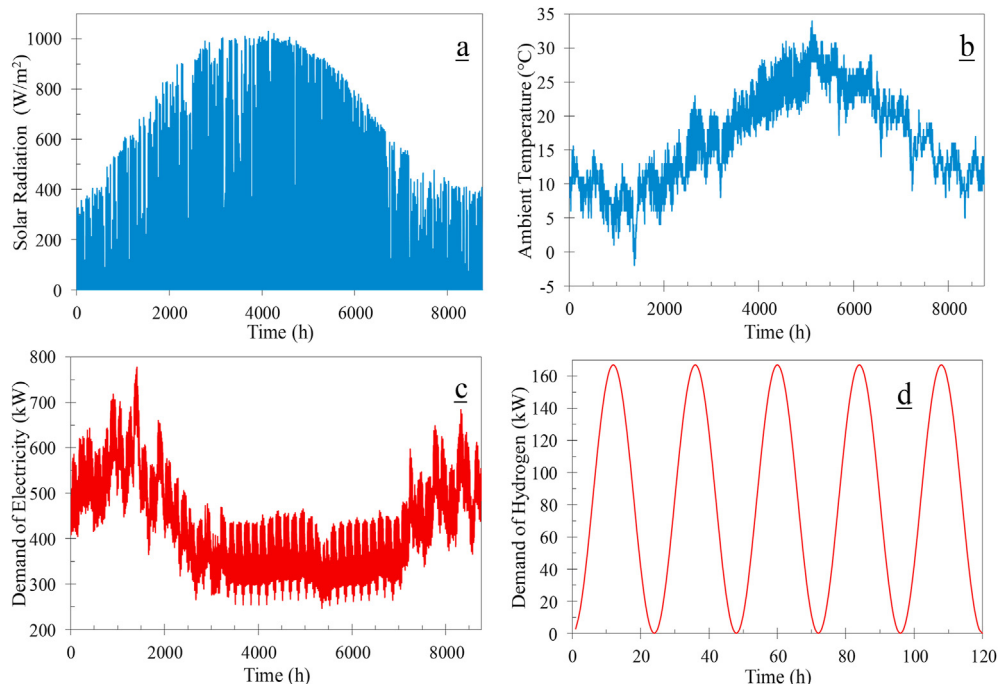 a
Solar Radiation (W/m²)
1000
800
600
400
200
0
0 2000 4000 6000 8000
Time (h)
b
Ambient Temperature (°C)
35
30
25
20
15
10
5
0
-5
0 2000 4000 6000 8000
Time (h)
c
Demand of Electricity (kW)
800
700
600
500
400
300
200
0 2000 4000 6000 8000
Time (h)
d
Demand of Hydrogen (kW)
160
140
120
100
80
60
40
20
0
0 20 40 60 80 100 120
Time (h)